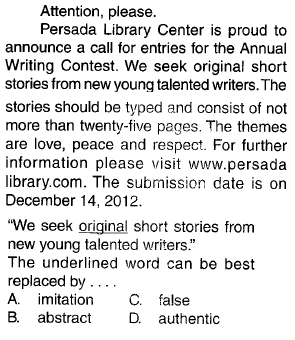 Attention, please.
Persada Library Center is proud to
announce a call for entries for the Annual
Writing Contest. We seek original short
stories from new young talented writers. The
stories should be typed and consist of not
more than twenty-five pages. The themes
are love, peace and respect. For further
information please visit www.persada
library.com. The submission date is on
December 14, 2012.
"We seek original short stories from
new young talented writers."
The underlined word can be best
replaced by . . . .
A. imitation C. false
B. abstract D. authentic